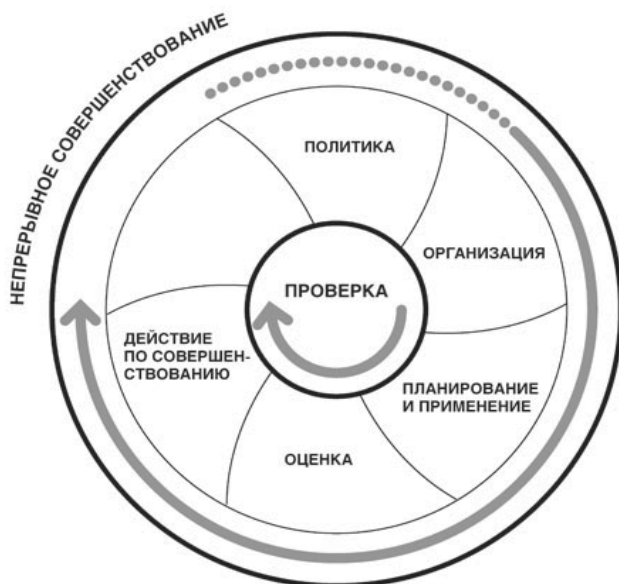 НЕПРЕРЫВНОЕ СОВЕРШЕНСТВОВАНИЕ
ПОЛИТИКА
ОРГАНИЗАЦИЯ
ПРОВЕРКА
ДЕЙСТВИЕ
ПО СОВЕРШЕН-
СТВОВАНИЮ
ПЛАНИРОВАНИЕ
И ПРИМЕНЕНИЕ
ОЦЕНКА